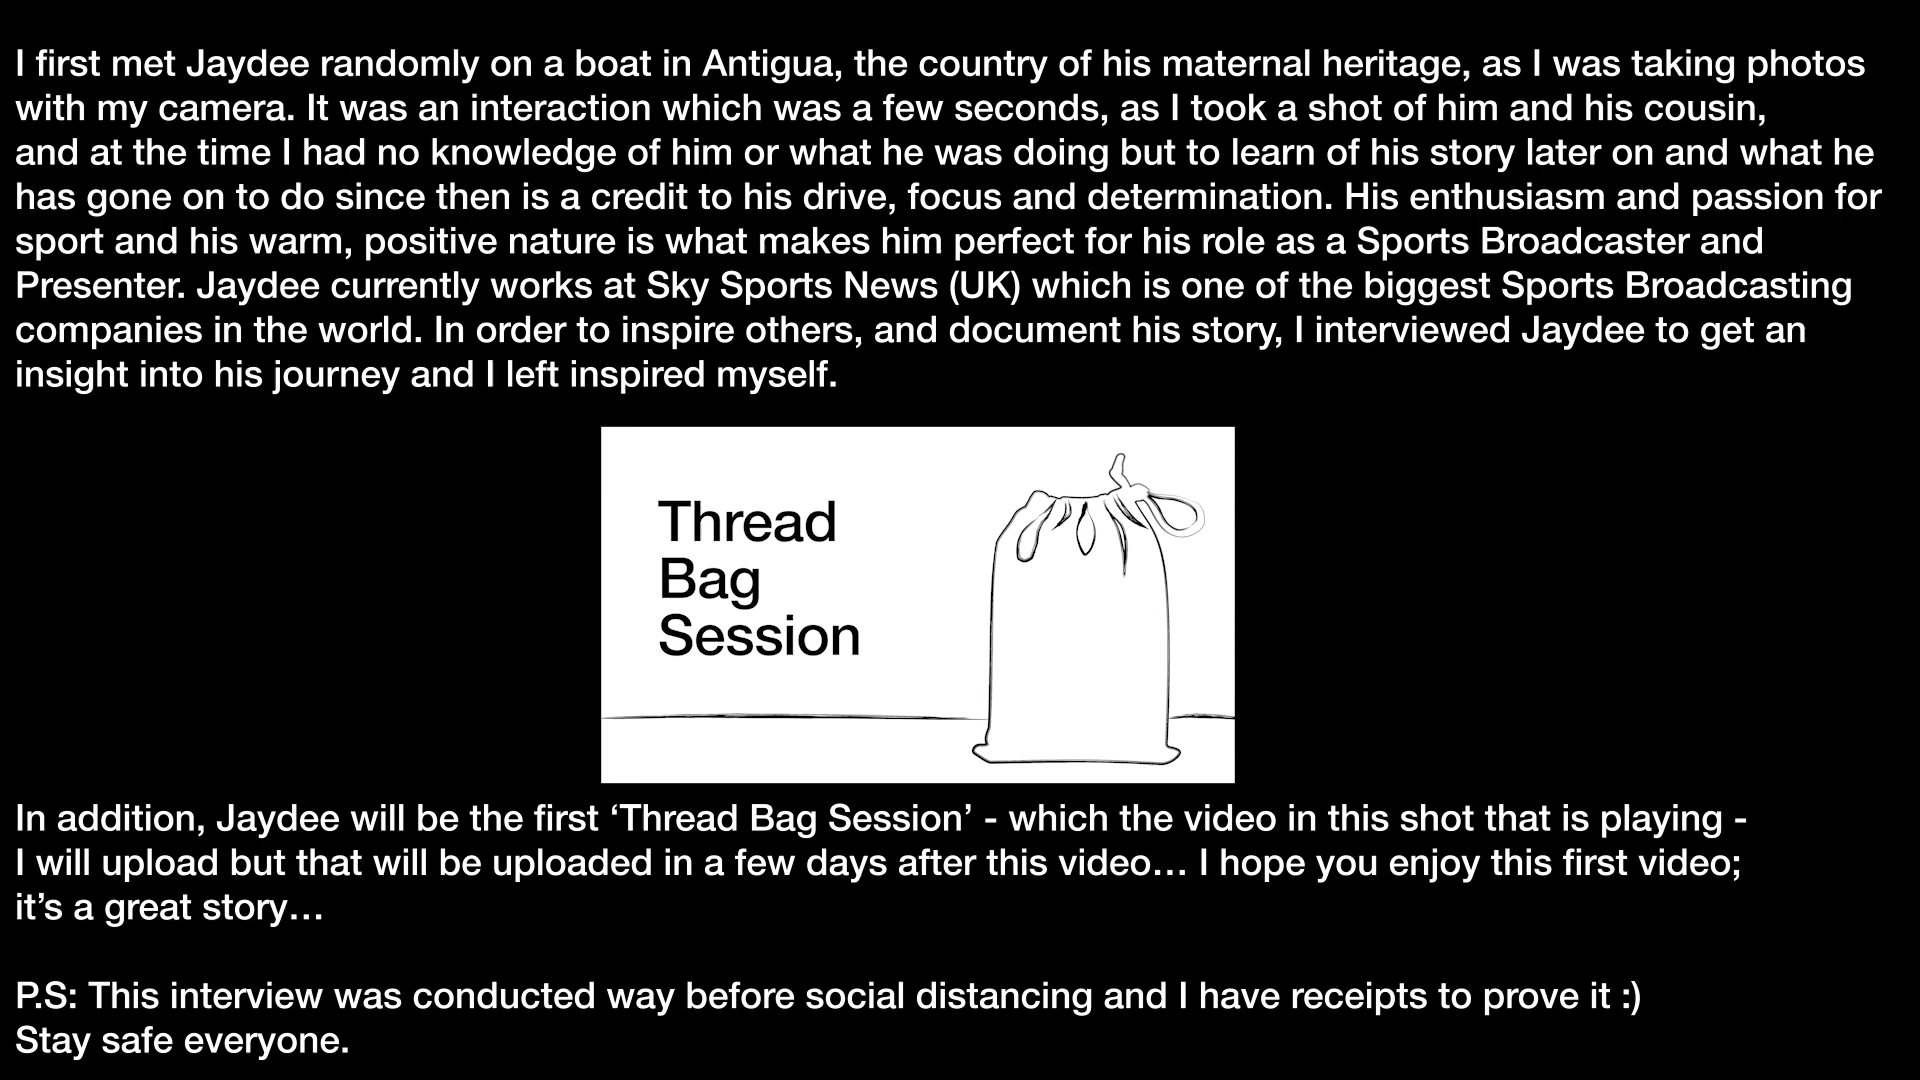 I first met Jaydee randomly on a boat in Antigua, the country of his maternal heritage, as I was taking photos
with my camera. It was an interaction which was a few seconds, as I took a shot of him and his cousin,
and at the time I had no knowledge of him or what he was doing but to learn of his story later on and what he
has gone on to do since then is a credit to his drive, focus and determination. His enthusiasm and passion for
sport and his warm, positive nature is what makes him perfect for his role as a Sports Broadcaster and
Presenter. Jaydee currently works at Sky Sports News (UK) which is one of the biggest Sports Broadcasting
companies in the world. In order to inspire others, and document his story, I interviewed Jaydee to get an
insight into his journey and I left inspired myself.
Thread
Bag
Session
In addition, Jaydee will be the first ‘Thread Bag Session’ - which the video in this shot that is playing -
I will upload but that will be uploaded in a few days after this video… I hope you enjoy this first video;
it’s a great story…
P.S: This interview was conducted way before social distancing and I have receipts to prove it :)
Stay safe everyone.